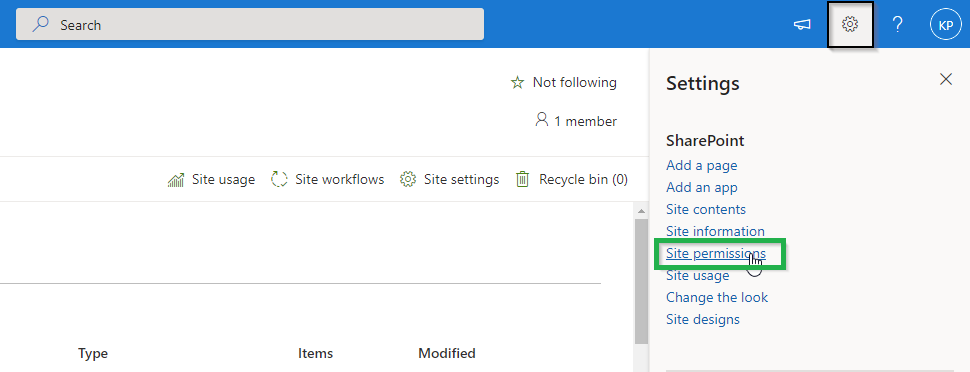 Search
?
KP
Not following
1 member
Site usage Site workflows Site settings Recycle bin (0)
Type Items Modified
Settings
SharePoint
Add a page
Add an app
Site contents
Site information
Site permissions
Site usage
Change the look
Site designs